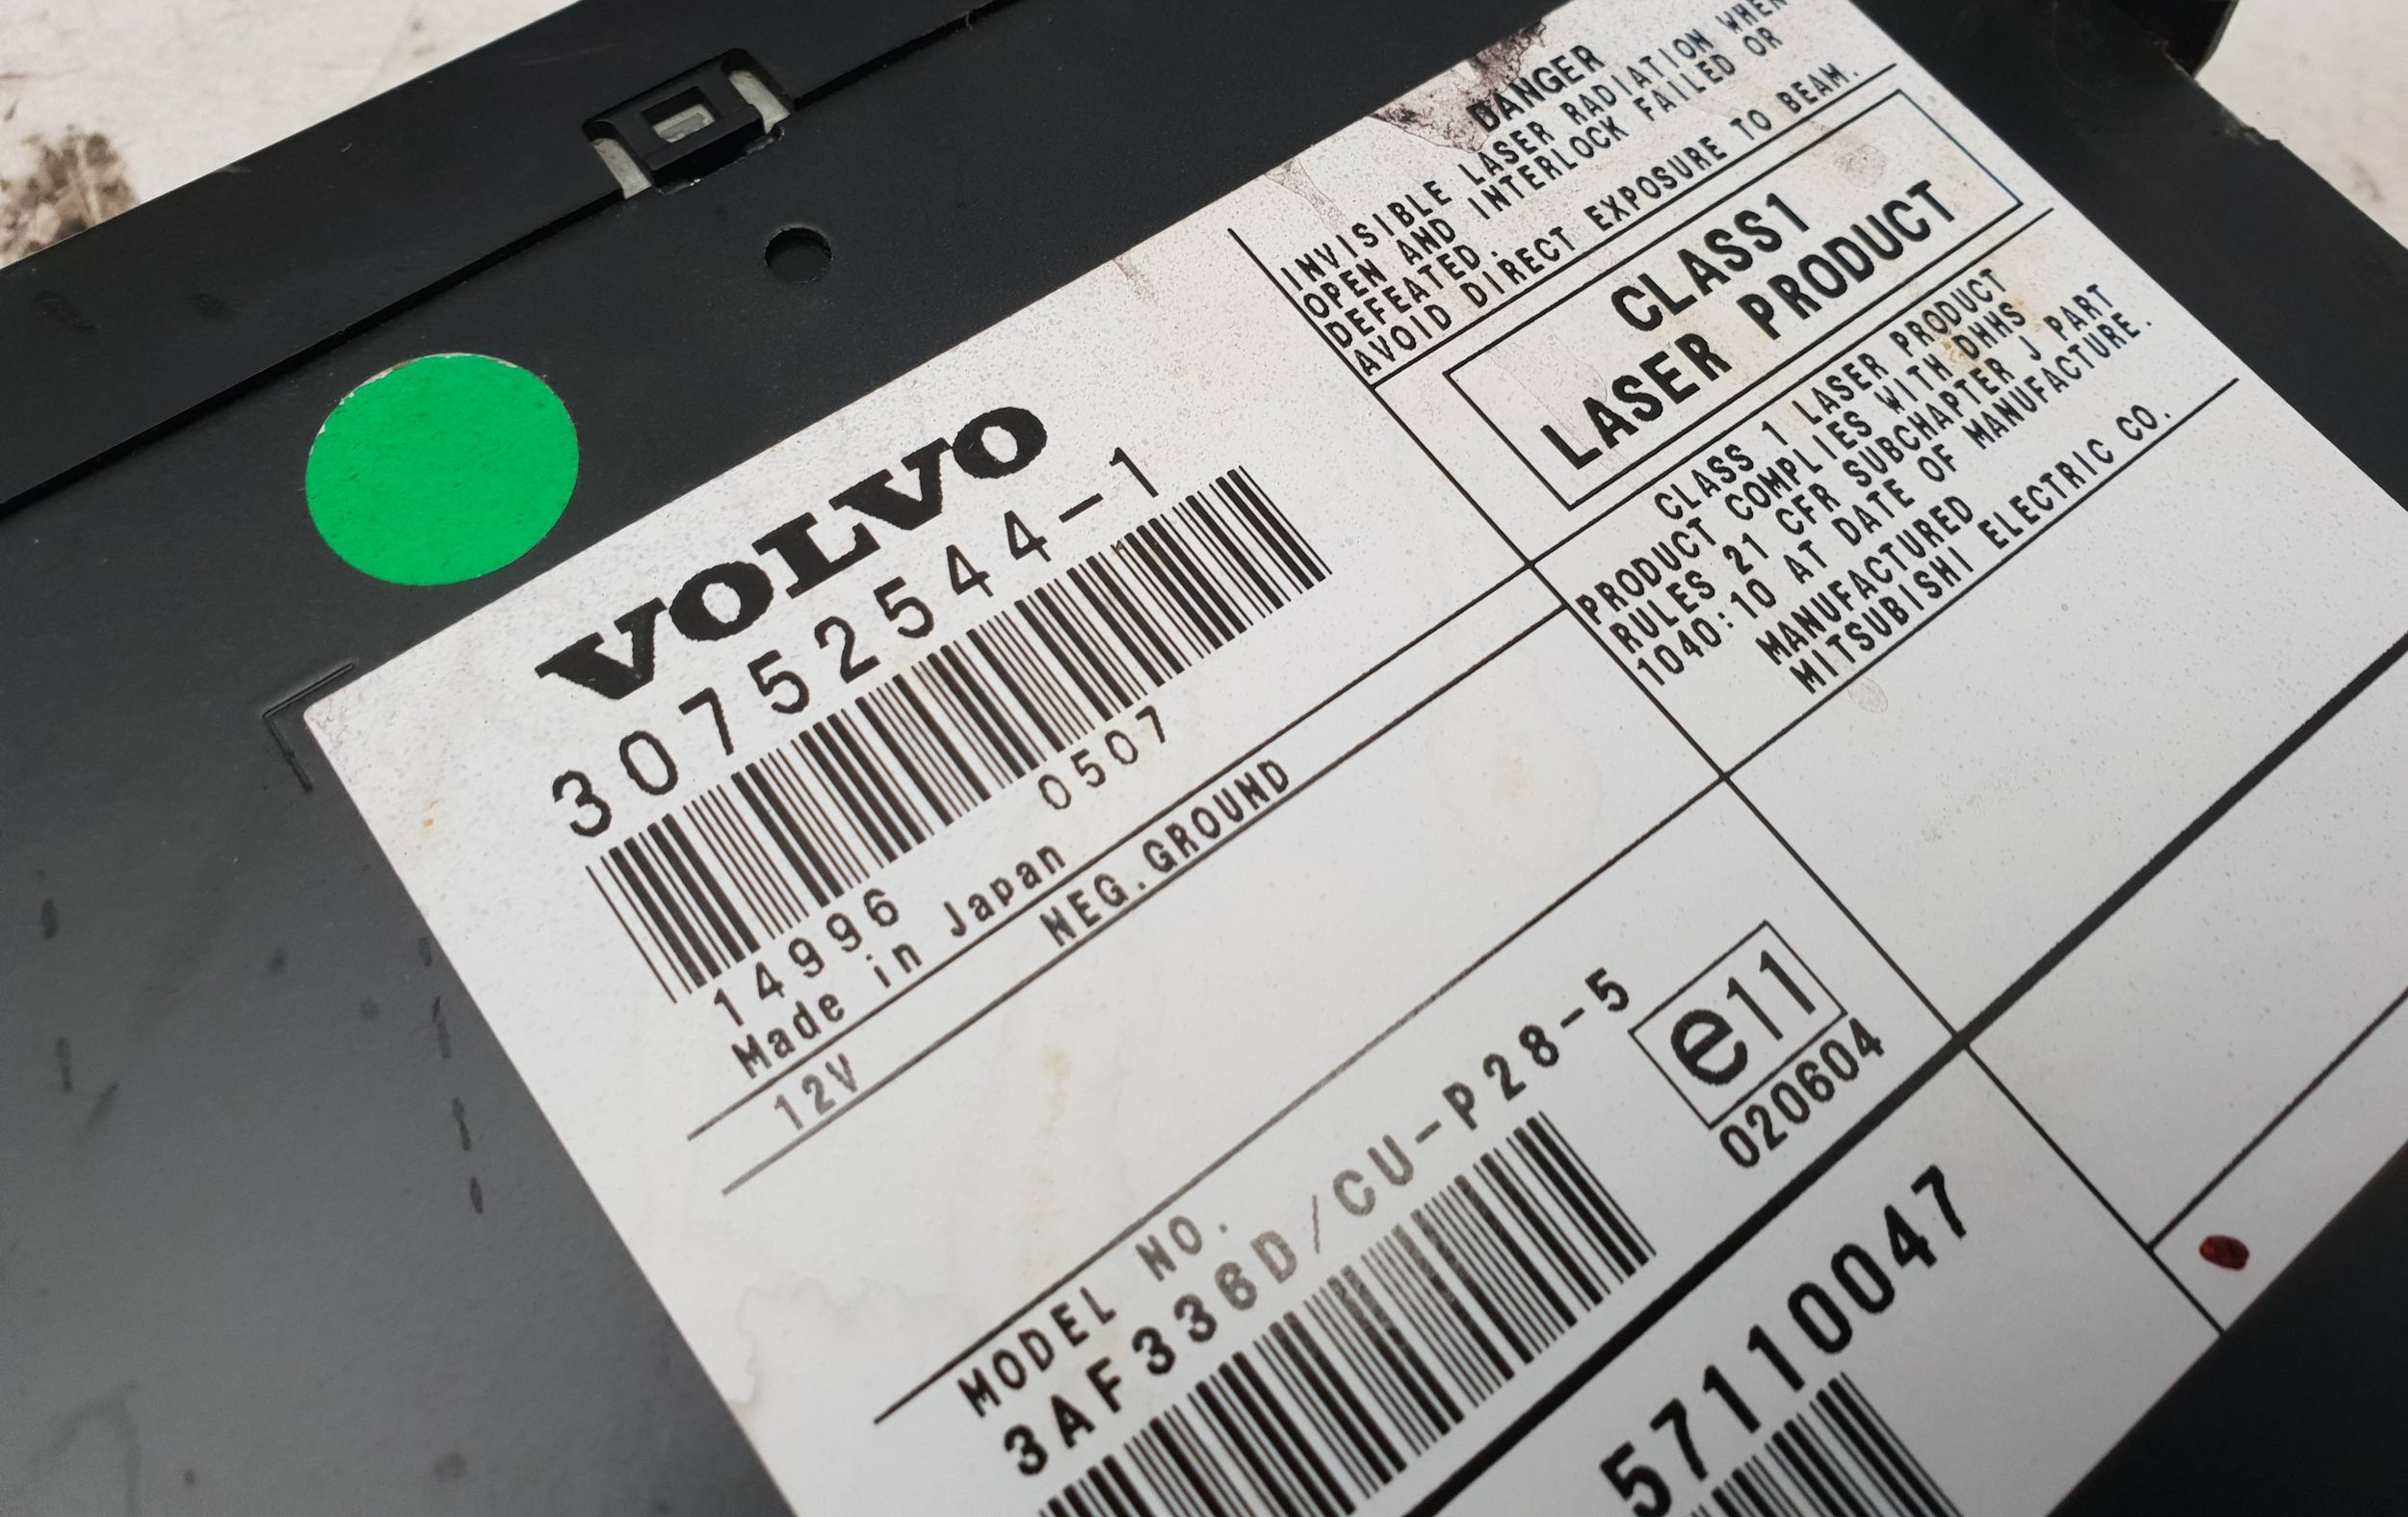 VOLVO
30752544-1
14996 0507
Made in Japan
12V NEG.GROUND
MODEL NO.
3AF336D/CU-P28-5
e11
020604
57110047
DANGER
INVISIBLE LASER RADIATION WHEN
OPEN AND INTERLOCK FAILED OR
DEFEATED.
AVOID DIRECT EXPOSURE TO BEAM.
CLASS1
LASER PRODUCT
CLASS 1 LASER PRODUCT
PRODUCT COMPLIES WITH DHHS
RULES 21 CFR SUBCHAPTER J PART
1040:10 AT DATE OF MANUFACTURE.
MANUFACTURED
MITSUBISHI ELECTRIC CO.